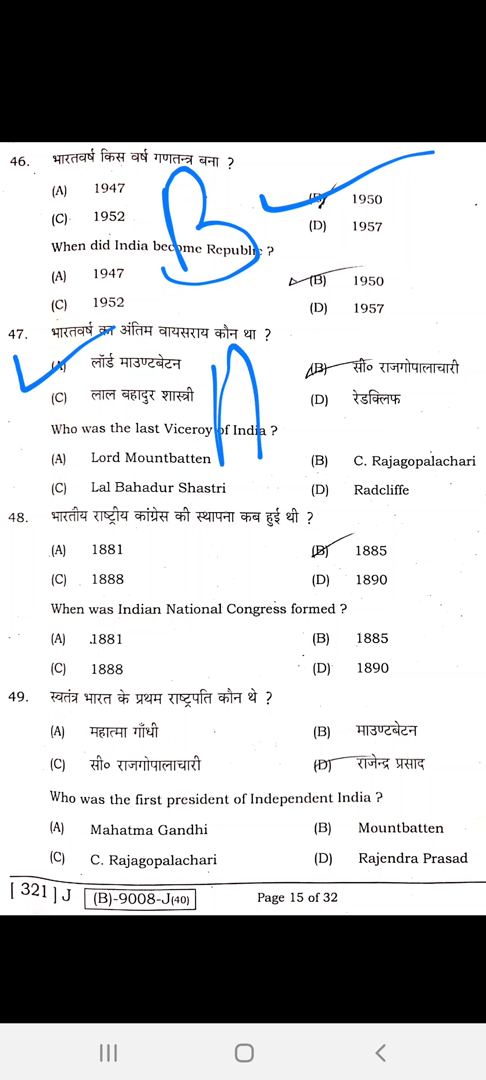 46. भारतवर्ष किस वर्ष गणतन्त्र बना ?
(A) 1947 (B) 1950
(C) 1952 (D) 1957
B
When did India become Republic ?
(A) 1947 (B) 1950
(C) 1952 (D) 1957
47. भारतवर्ष का अंतिम वायसराय कौन था ?
(A) लॉर्ड माउण्टबेटन (B) सी० राजगोपालाचारी
(C) लाल बहादुर शास्त्री (D) रेडक्लिफ
Who was the last Viceroy of India ?
(A) Lord Mountbatten (B) C. Rajagopalachari
(C) Lal Bahadur Shastri (D) Radcliffe
48. भारतीय राष्ट्रीय कांग्रेस की स्थापना कब हुई थी ?
(A) 1881 (B) 1885
(C) 1888 (D) 1890
When was Indian National Congress formed ?
(A) 1881 (B) 1885
(C) 1888 (D) 1890
49. स्वतंत्र भारत के प्रथम राष्ट्रपति कौन थे ?
(A) महात्मा गाँधी (B) माउण्टबेटन
(C) सी० राजगोपालाचारी (D) राजेन्द्र प्रसाद
Who was the first president of Independent India ?
(A) Mahatma Gandhi (B) Mountbatten
(C) C. Rajagopalachari (D) Rajendra Prasad
[ 321 ] J (B)-9008-J(40) Page 15 of 32